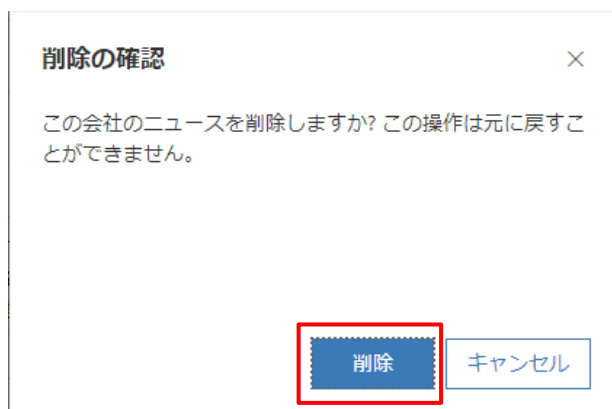 削除の確認
この会社のニュースを削除しますか? この操作は元に戻すこ
とができません。
削除
キャンセル